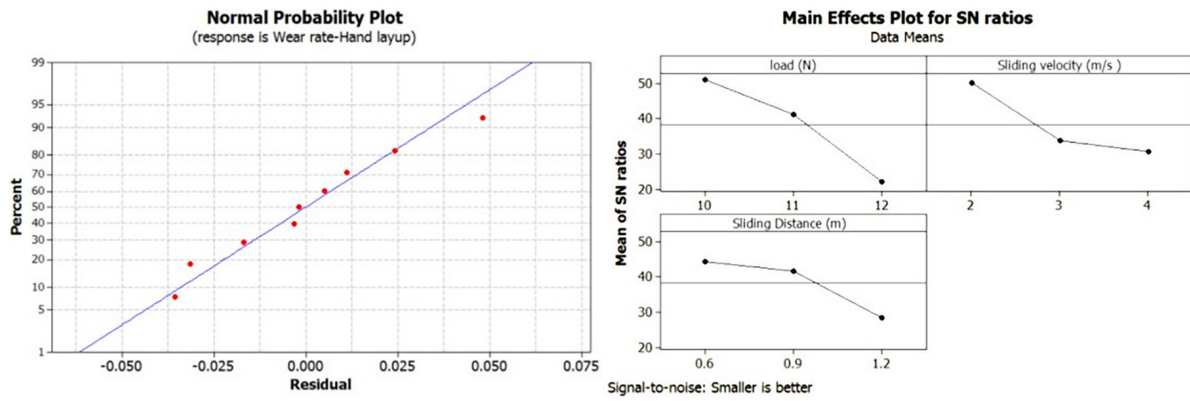 Normal Probability Plot
(response is Wear rate-Hand layup)
99
95
90
80
70
60
50
40
30
20
10
5
1
Percent
-0.050 -0.025 0.000 0.025 0.050 0.075
Residual
Main Effects Plot for SN ratios
Data Means
load (N) Sliding velocity (m/s )
50
40
30
20
10 11 12 2 3 4
Sliding Distance (m)
50
40
30
20
0.6 0.9 1.2
Mean of SN ratios
Signal-to-noise: Smaller is better